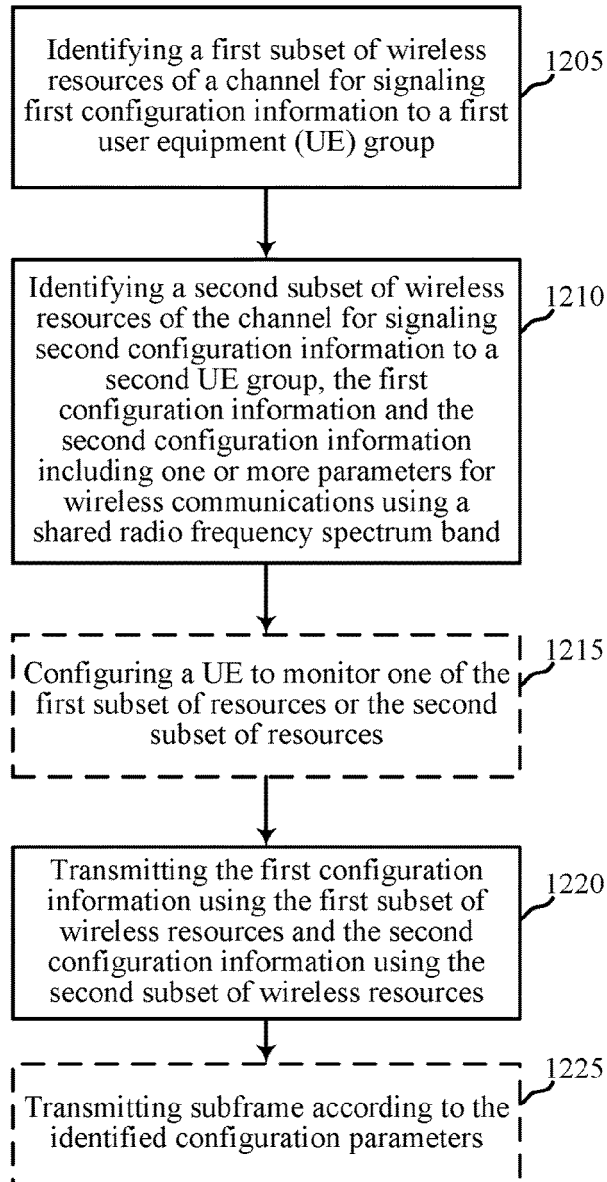 Identifying a first subset of wireless
resources of a channel for signaling
first configuration information to a first
user equipment (UE) group
1205
Identifying a second subset of wireless
resources of the channel for signaling
second configuration information to a
second UE group, the first
configuration information and the
second configuration information
including one or more parameters for
wireless communications using a
shared radio frequency spectrum band
1210
Configuring a UE to monitor one of the
first subset of resources or the second
subset of resources
1215
Transmitting the first configuration
information using the first subset of
wireless resources and the second
configuration information using the
second subset of wireless resources
1220
Transmitting subframe according to the
identified configuration parameters
1225